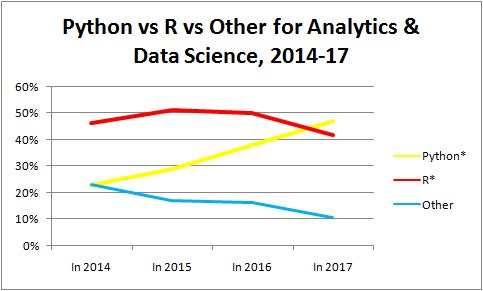 Python vs R vs Other for Analytics &
Data Science, 2014-17
60%
50%
40%
30%
20%
10%
0%
In 2014
In 2015
In 2016
In 2017
Python*
R*
Other